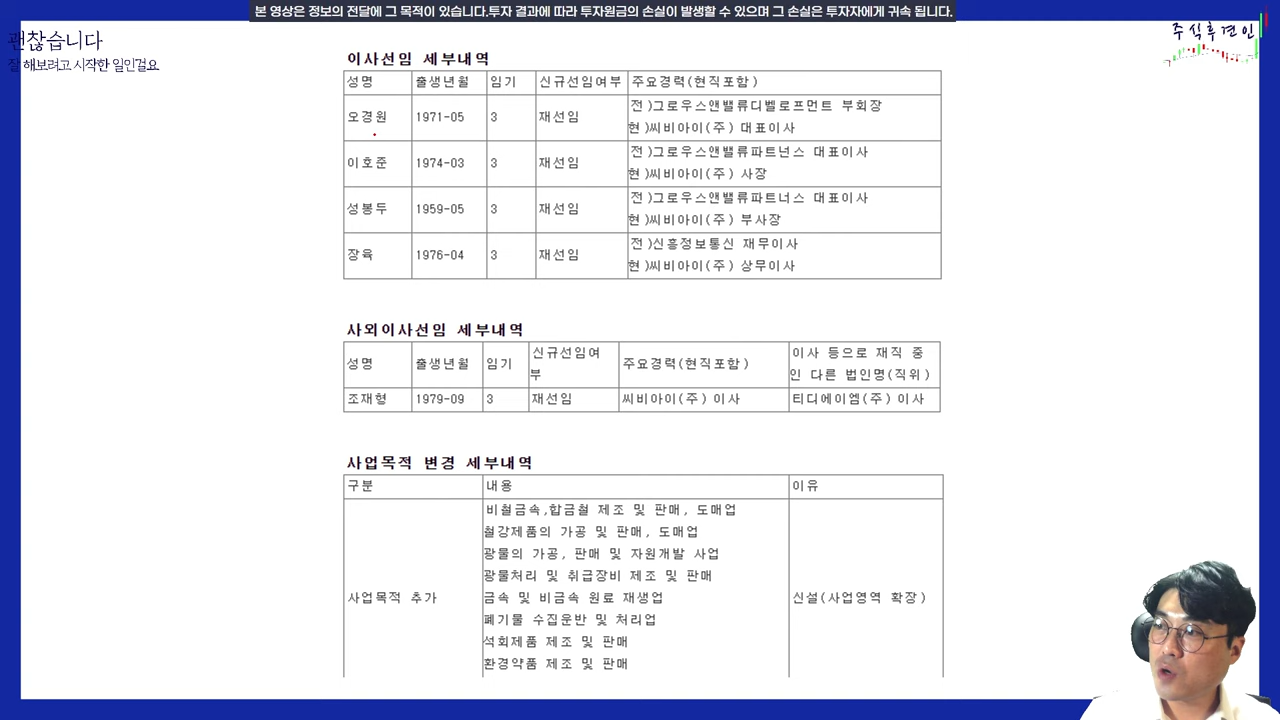 본 영상은 정보의 전달에 그 목적이 있습니다.투자 결과에 따라 투자원금의 손실이 발생할 수 있으며 그 손실은 투자자에게 귀속 됩니다.
괜찮습니다
잘 해보려고 시작한 일인걸요
주식후견인
이사선임 세부내역
성명 출생년월 임기 신규선임여부 주요경력(현직포함)
오경원 1971-05 3 재선임 전)그로우스앤밸류디벨로프먼트 부회장
현)씨비아이(주) 대표이사
이호준 1974-03 3 재선임 전)그로우스앤밸류파트넌스 대표이사
현)씨비아이(주) 사장
성봉두 1959-05 3 재선임 전)그로우스앤밸류파트너스 대표이사
현)씨비아이(주) 부사장
장육 1976-04 3 재선임 전)신흥정보통신 재무이사
현)씨비아이(주) 상무이사
사외이사선임 세부내역
성명 출생년월 임기 신규선임여부 주요경력(현직포함) 이사 등으로 재직 중인 다른 법인명(직위)
조재형 1979-09 3 재선임 씨비아이(주) 이사 티디에이엠(주) 이사
사업목적 변경 세부내역
구분 내용 이유
사업목적 추가
비철금속,합금철 제조 및 판매, 도매업
철강제품의 가공 및 판매, 도매업
광물의 가공, 판매 및 자원개발 사업
광물처리 및 취급장비 제조 및 판매
금속 및 비금속 원료 재생업
폐기물 수집운반 및 처리업
석회제품 제조 및 판매
환경약품 제조 및 판매
신설(사업영역 확장)